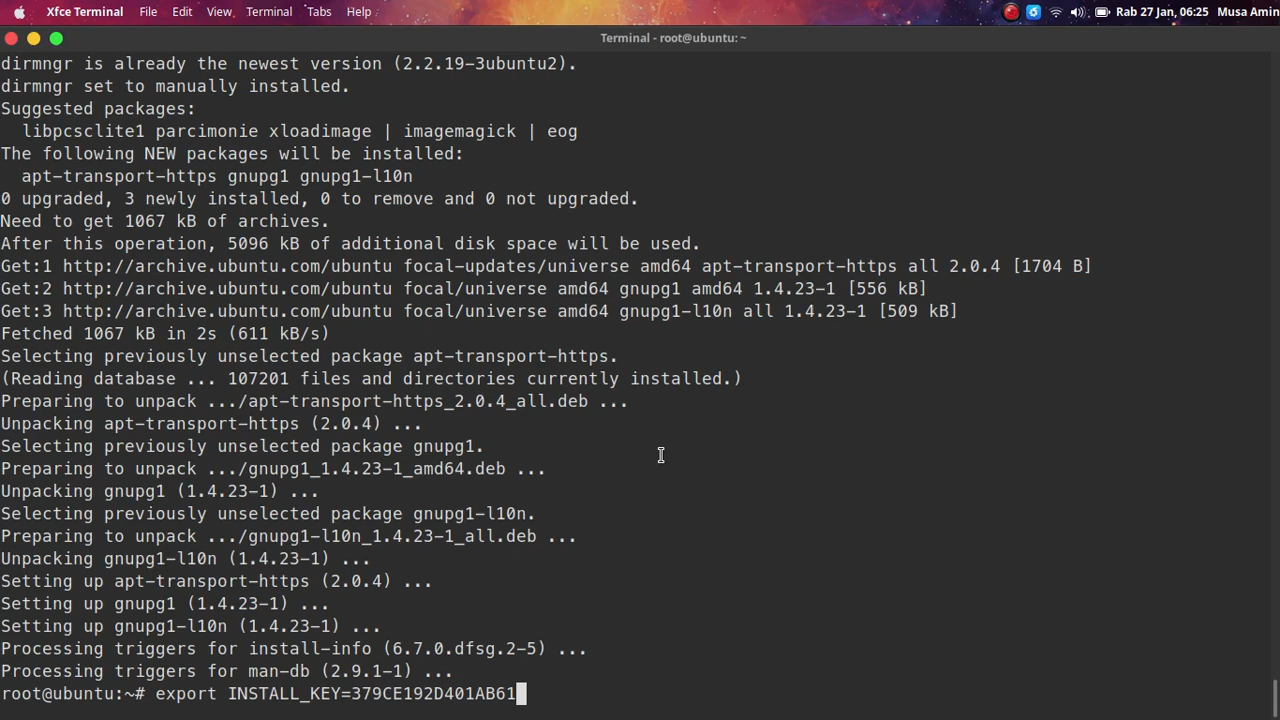 Xfce Terminal File Edit View Terminal Tabs Help Rab 27 Jan, 06:25 Musa Amin
Terminal - root@ubuntu: ~
dirmngr is already the newest version (2.2.19-3ubuntu2).
dirmngr set to manually installed.
Suggested packages:
  libpcsclite1 parcimonie xloadimage | imagemagick | eog
The following NEW packages will be installed:
  apt-transport-https gnupg1 gnupg1-l10n
0 upgraded, 3 newly installed, 0 to remove and 0 not upgraded.
Need to get 1067 kB of archives.
After this operation, 5096 kB of additional disk space will be used.
Get:1 http://archive.ubuntu.com/ubuntu focal-updates/universe amd64 apt-transport-https all 2.0.4 [1704 B]
Get:2 http://archive.ubuntu.com/ubuntu focal/universe amd64 gnupg1 amd64 1.4.23-1 [556 kB]
Get:3 http://archive.ubuntu.com/ubuntu focal/universe amd64 gnupg1-l10n all 1.4.23-1 [509 kB]
Fetched 1067 kB in 2s (611 kB/s)
Selecting previously unselected package apt-transport-https.
(Reading database ... 107201 files and directories currently installed.)
Preparing to unpack .../apt-transport-https_2.0.4_all.deb ...
Unpacking apt-transport-https (2.0.4) ...
Selecting previously unselected package gnupg1.
Preparing to unpack .../gnupg1_1.4.23-1_amd64.deb ...
Unpacking gnupg1 (1.4.23-1) ...
Selecting previously unselected package gnupg1-l10n.
Preparing to unpack .../gnupg1-l10n_1.4.23-1_all.deb ...
Unpacking gnupg1-l10n (1.4.23-1) ...
Setting up apt-transport-https (2.0.4) ...
Setting up gnupg1 (1.4.23-1) ...
Setting up gnupg1-l10n (1.4.23-1) ...
Processing triggers for install-info (6.7.0.dfsg.2-5) ...
Processing triggers for man-db (2.9.1-1) ...
root@ubuntu:~# export INSTALL_KEY=379CE192D401AB61